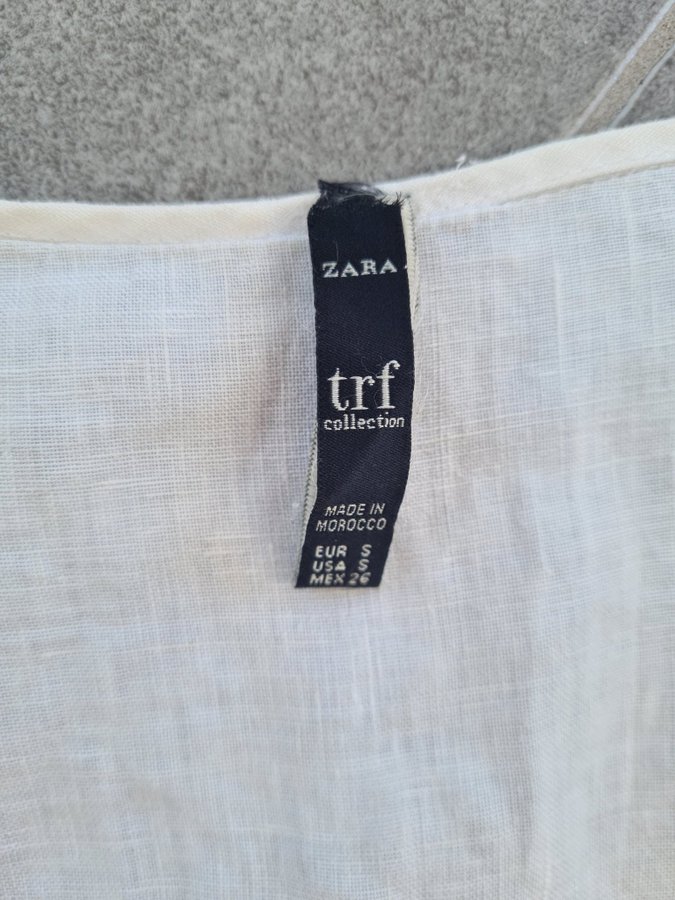 ZARA
trf
collection
MADE IN
MOROCCO
EUR S
USA S
MEX 26